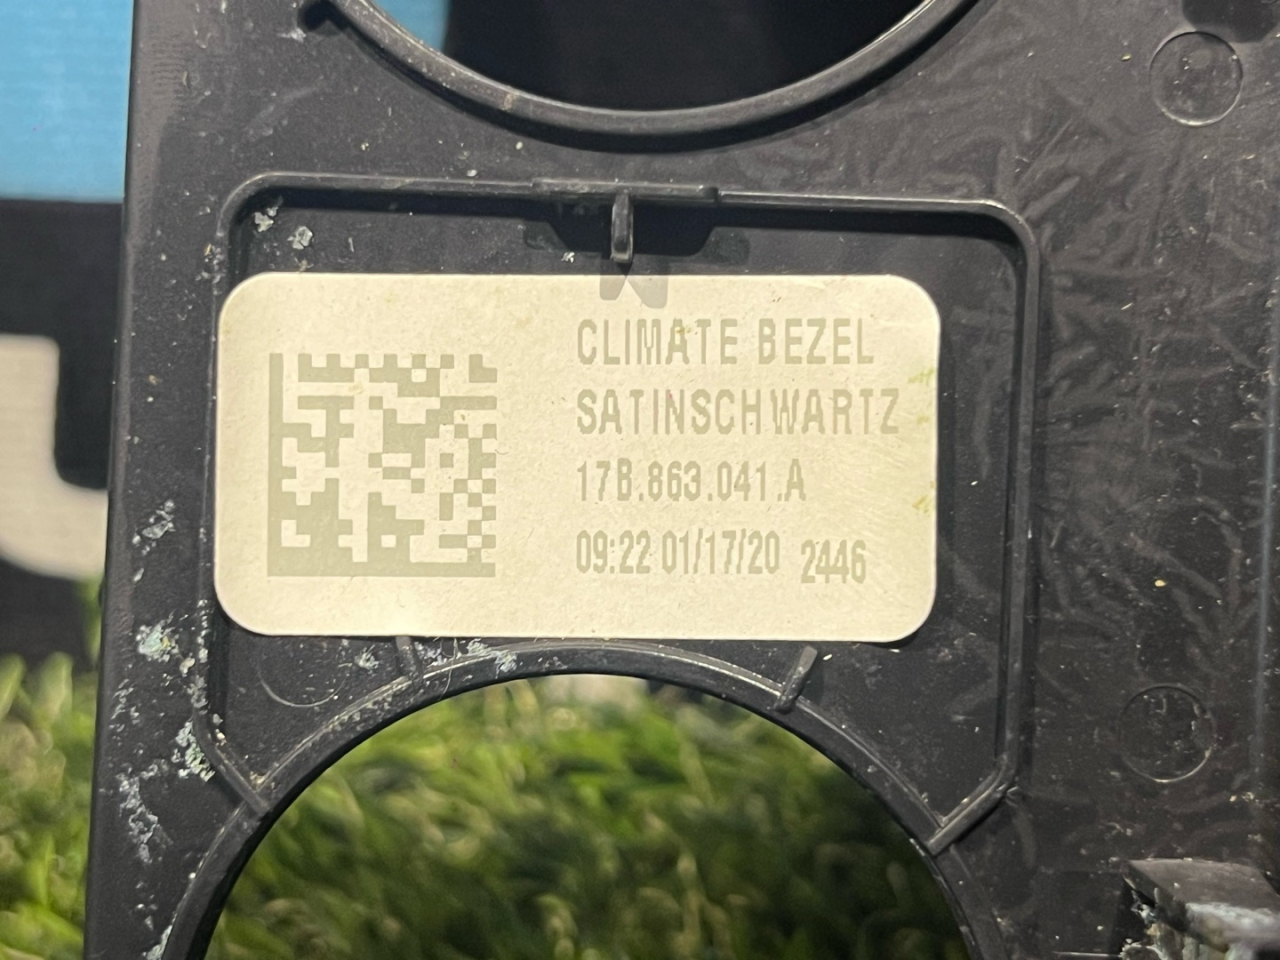 CLIMATE BEZEL
SATINSCHWARTZ
17B.863.041.A
09:22 01/17/20 2446